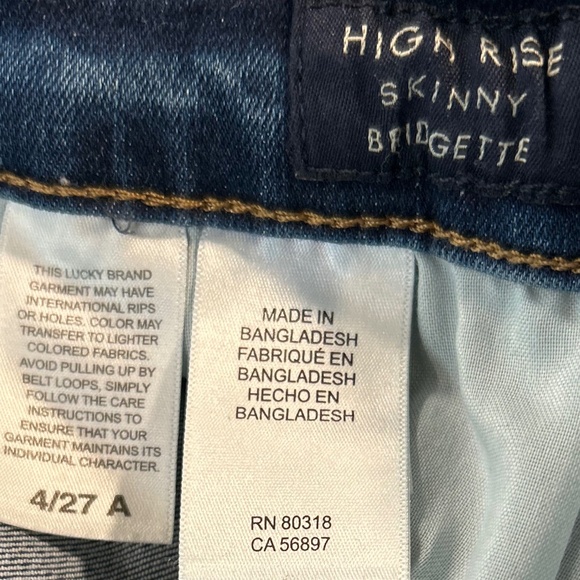 HIGH RISE
SKINNY
BRIDGETTE
THIS LUCKY BRAND
GARMENT MAY HAVE
INTERNATIONAL RIPS
OR HOLES. COLOR MAY
TRANSFER TO LIGHTER
COLORED FABRICS.
AVOID PULLING UP BY
BELT LOOPS, SIMPLY
FOLLOW THE CARE
INSTRUCTIONS TO
ENSURE THAT YOUR
GARMENT MAINTAINS ITS
INDIVIDUAL CHARACTER.
4/27 A
MADE IN
BANGLADESH
FABRIQUÉ EN
BANGLADESH
HECHO EN
BANGLADESH
RN 80318
CA 56897